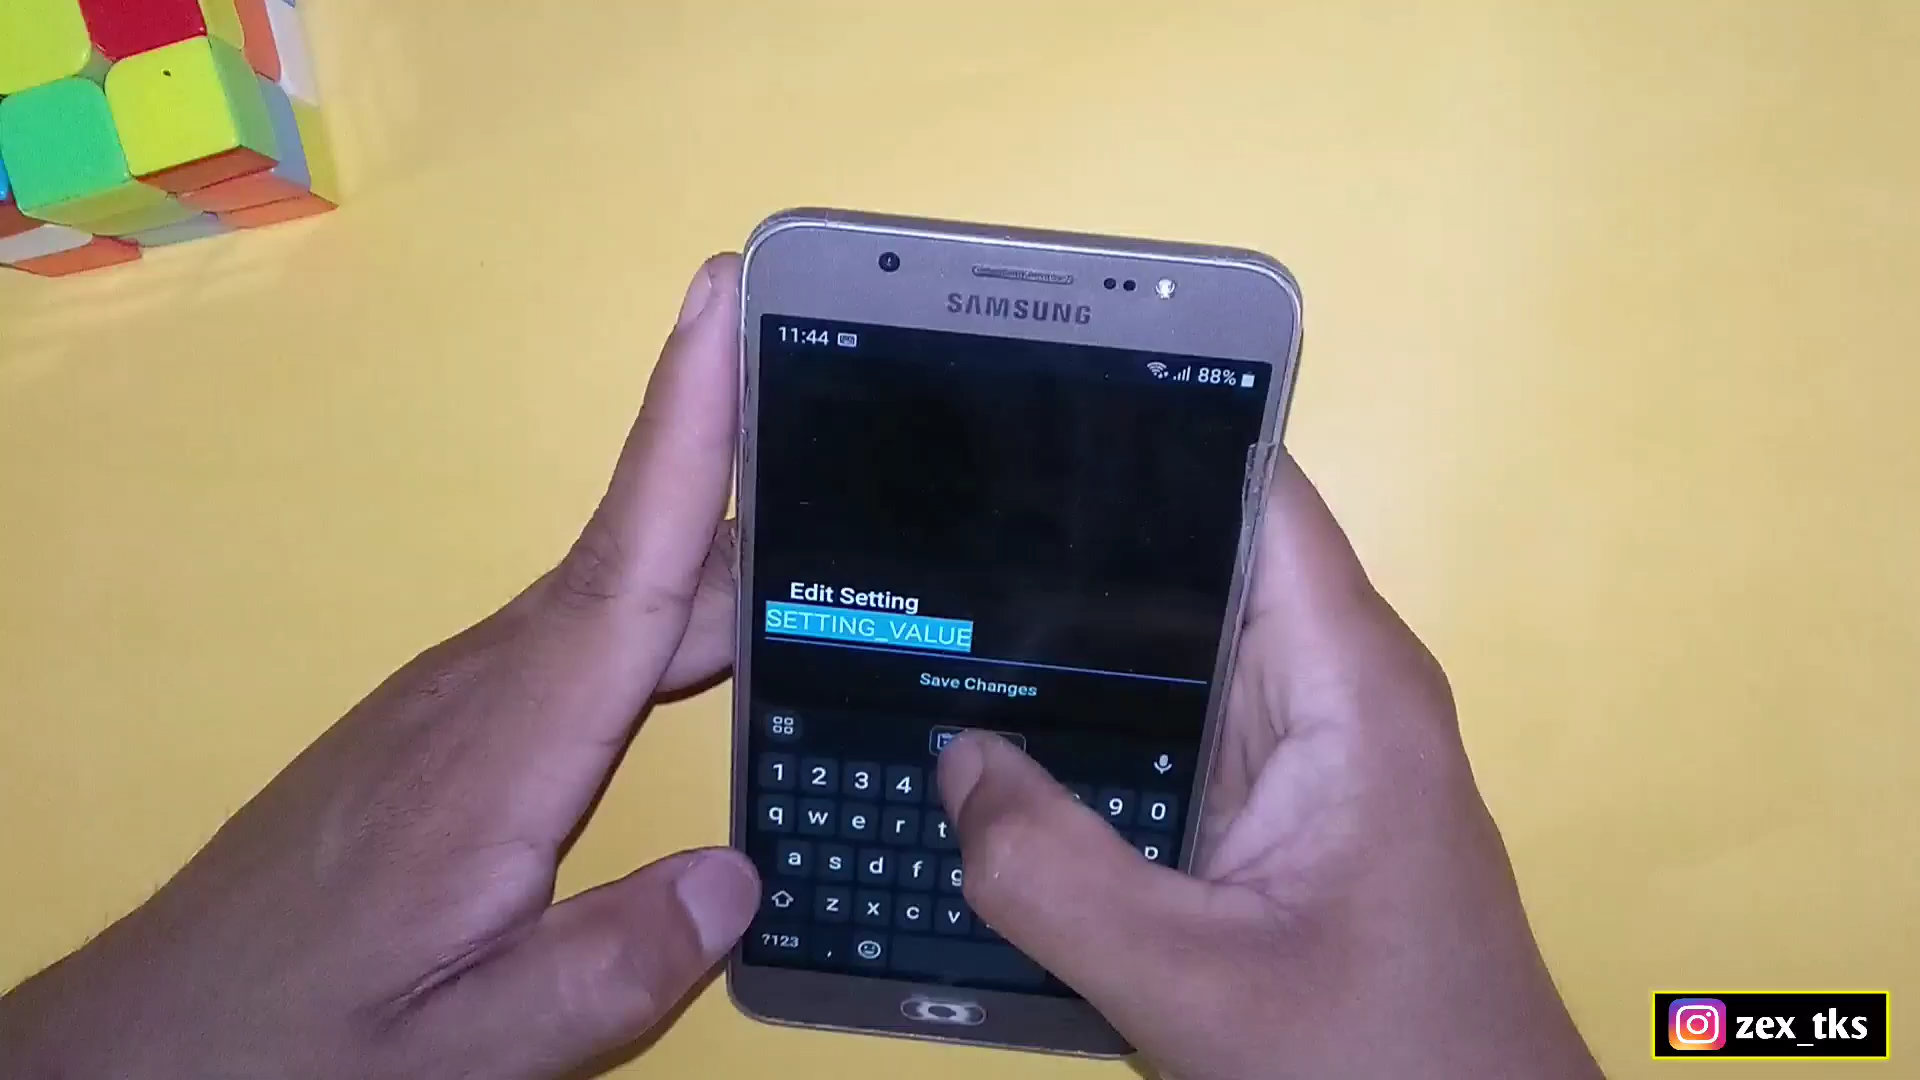 SAMSUNG
11:44
88%
Edit Setting
SETTING_VALUE
Save Changes
1 2 3 4 9 0
q w e r t p
a s d f g
z x c v
?123 ,
zex_tks